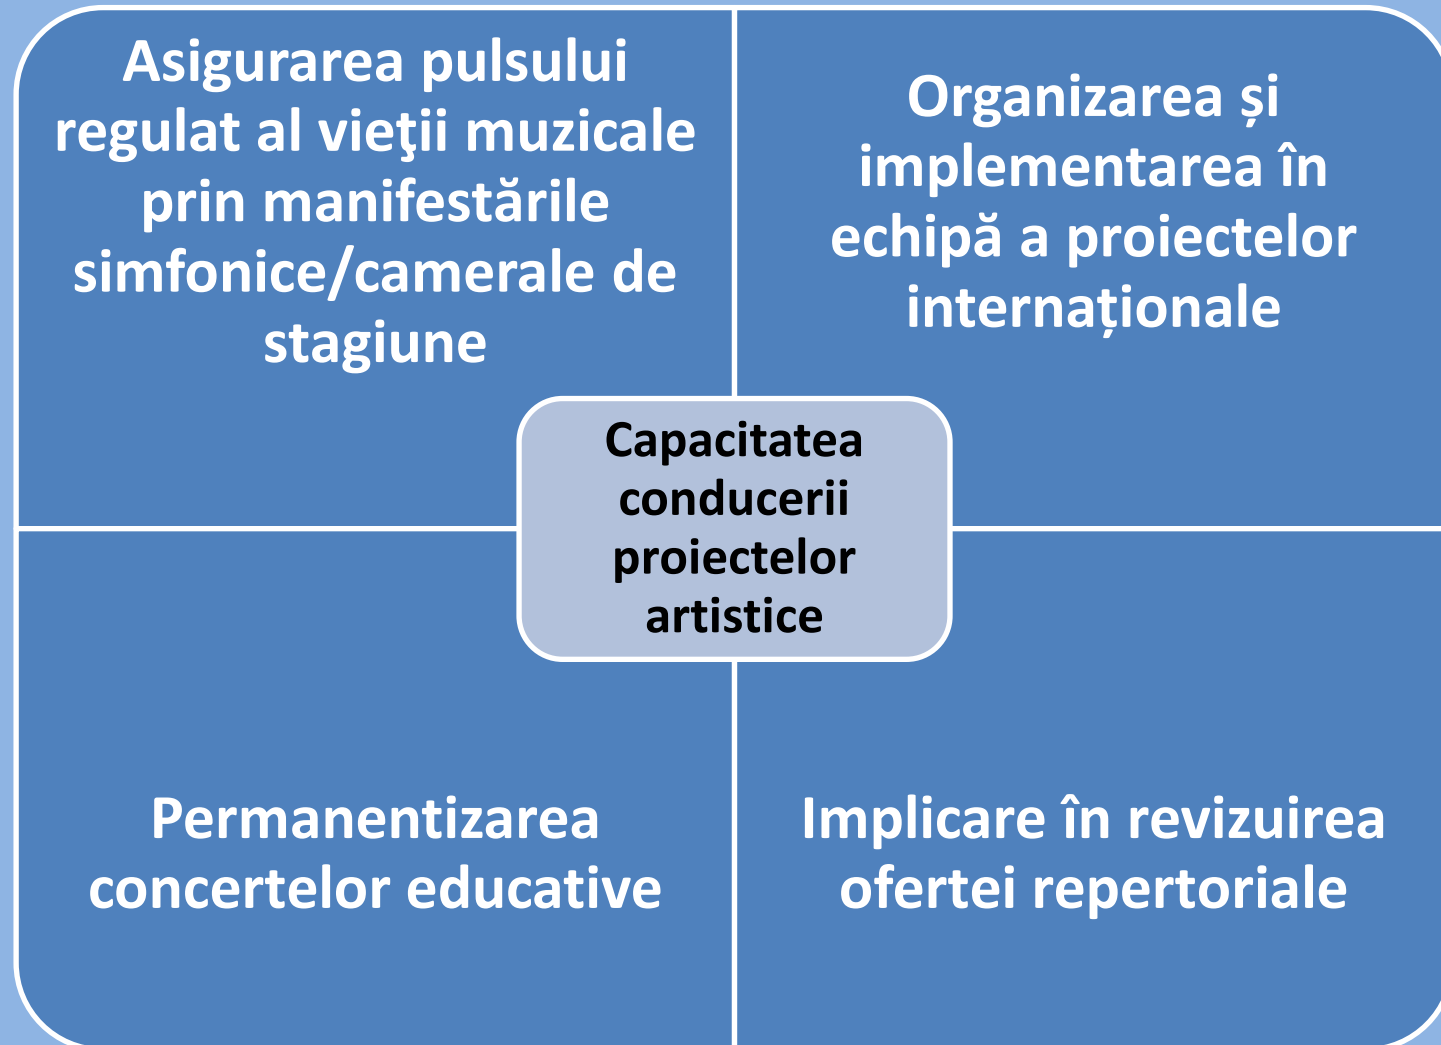 Asigurarea pulsului
regulat al vieţii muzicale
prin manifestările
simfonice/camerale de
stagiune
Organizarea și
implementarea în
echipă a proiectelor
internaționale
Capacitatea
conducerii
proiectelor
artistice
Permanentizarea
concertelor educative
Implicare în revizuirea
ofertei repertoriale